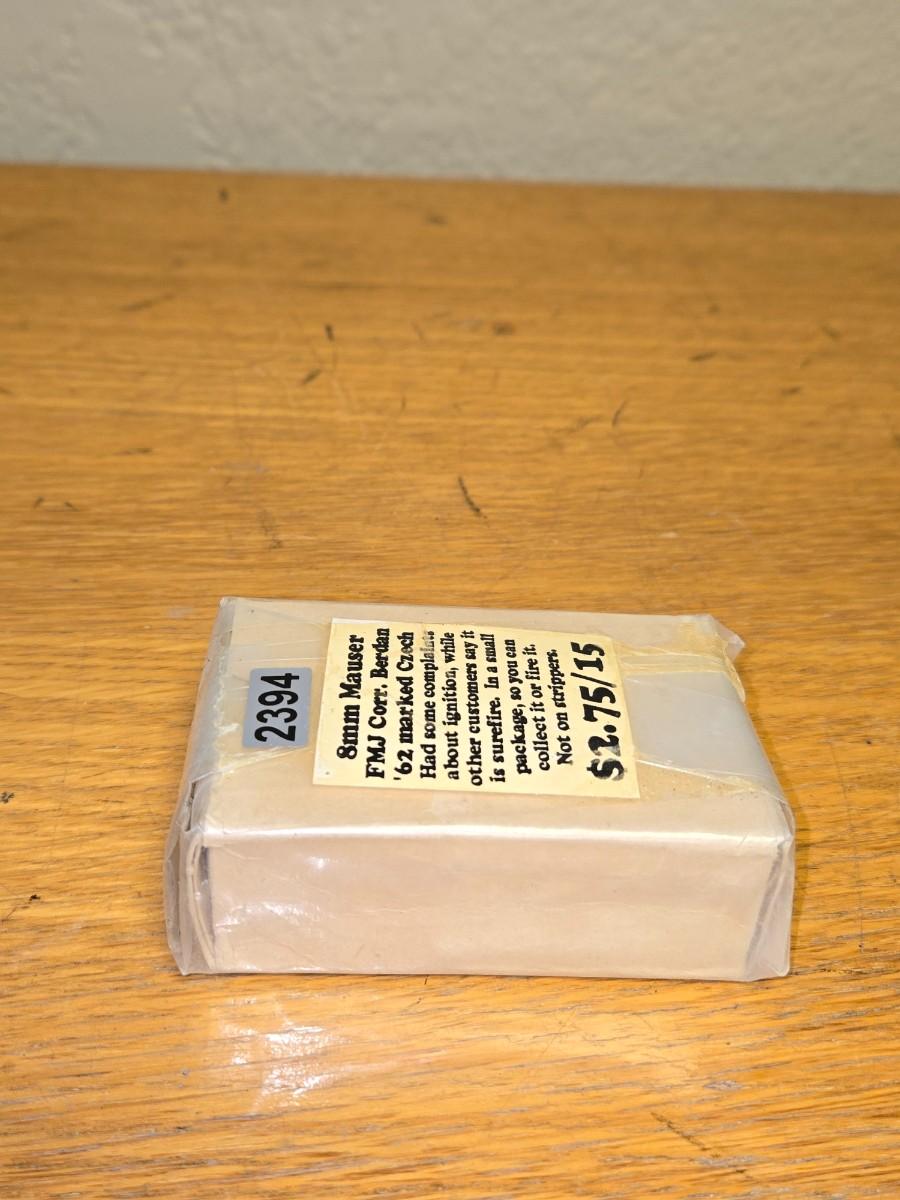 2394
8mm Mauser
FMJ Corr. Berdan
'62 marked Czech
Had some complaints
about ignition, while
other customers say it
is surefire. In a small
package, so you can
collect it or fire it.
Not on strippers.
$2.75/15